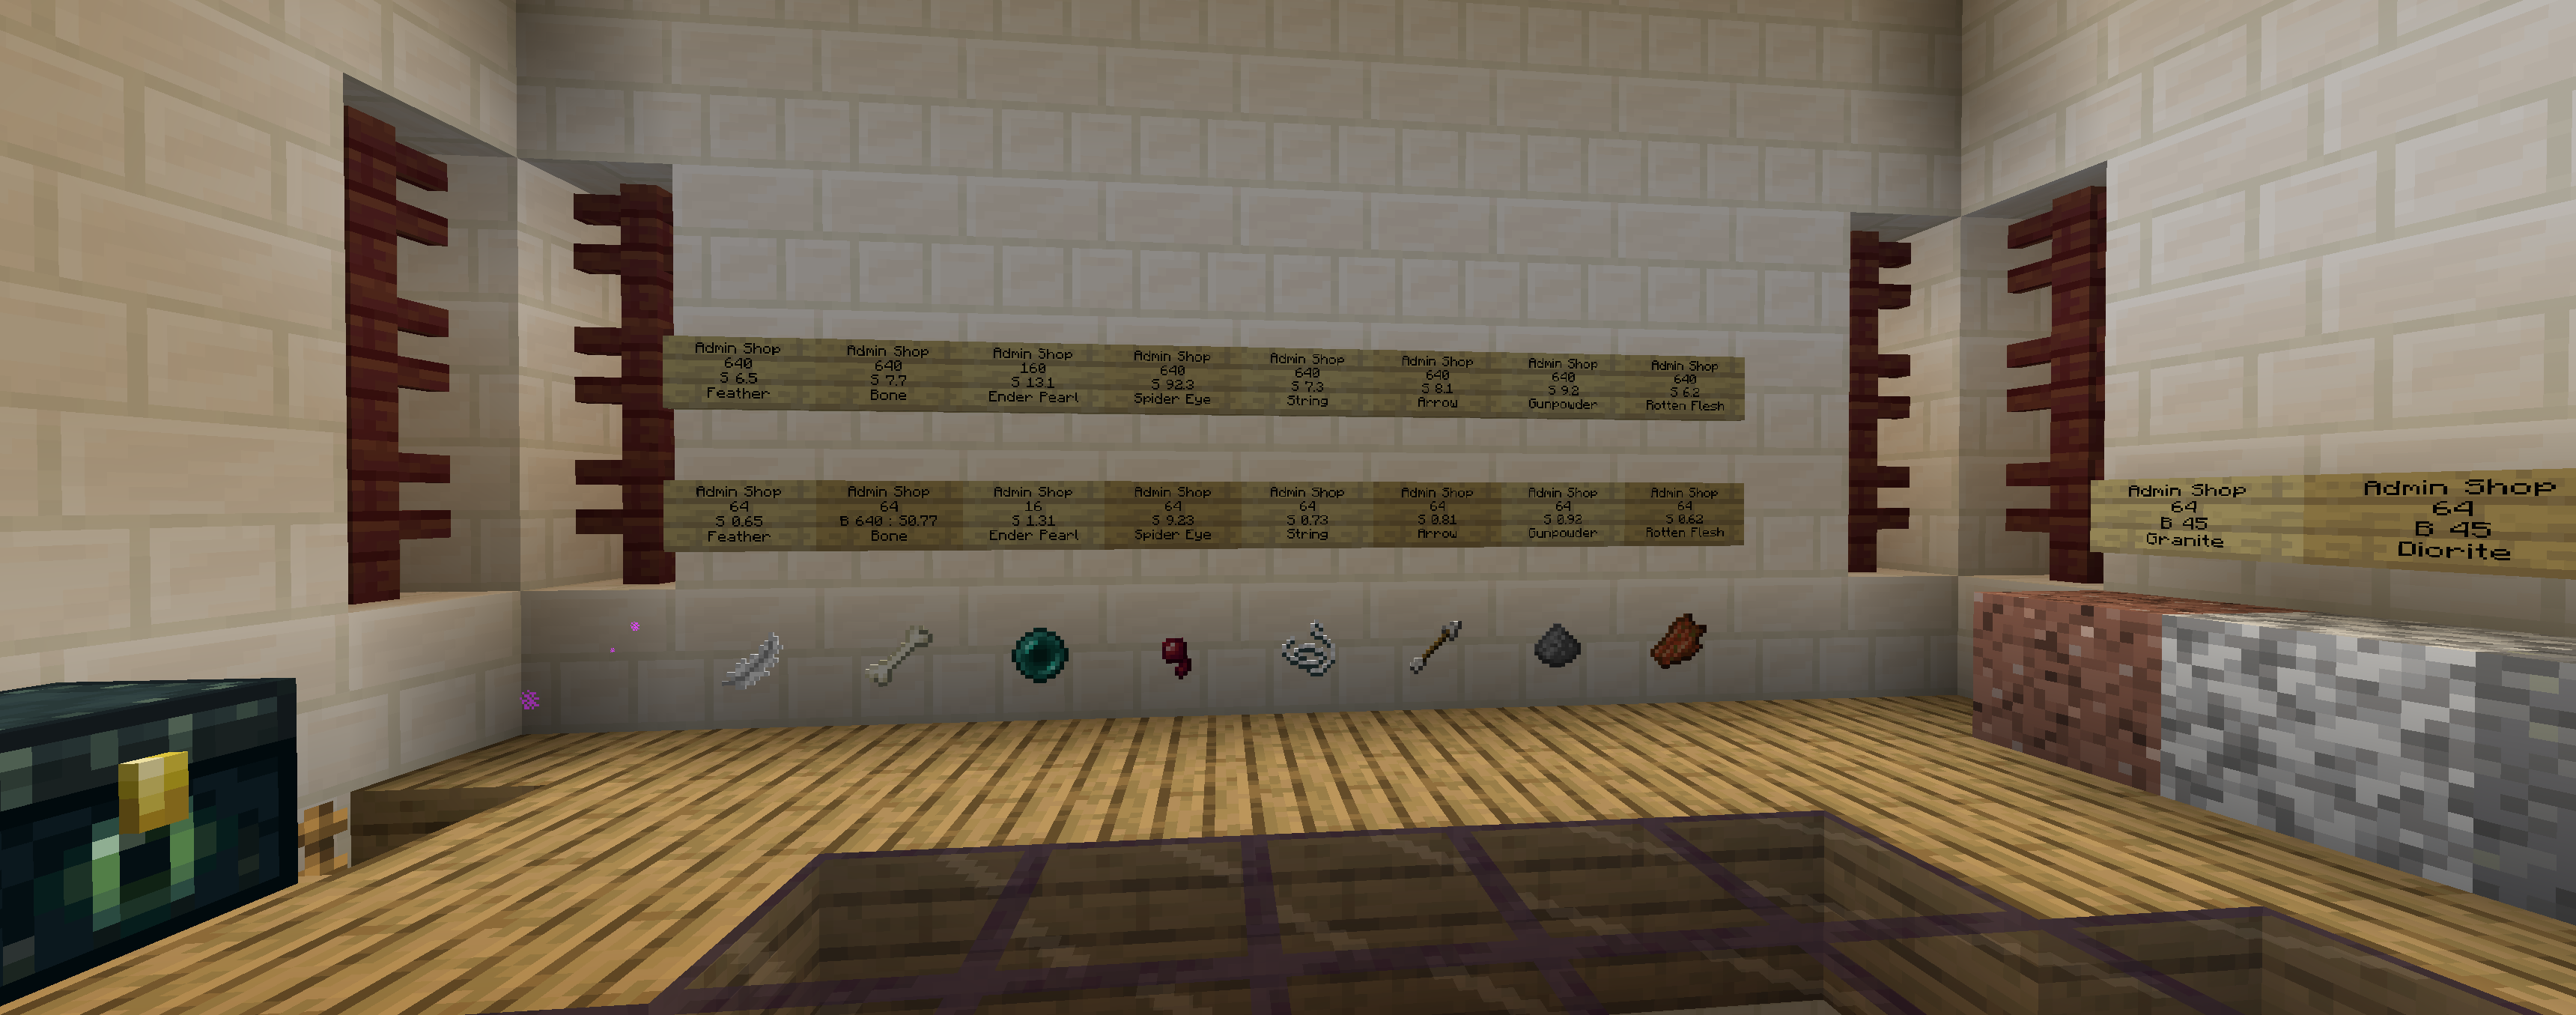 Admin Shop
640
S 6.5
Feather
Admin Shop
640
S 7.7
Bone
Admin Shop
160
S 13.1
Ender Pearl
Admin Shop
640
S 92.3
Spider Eye
Admin Shop
640
S 7.3
String
Admin Shop
640
S 8.1
Arrow
Admin Shop
640
S 9.2
Gunpowder
Admin Shop
640
S 6.2
Rotten Flesh
Admin Shop
64
S 0.65
Feather
Admin Shop
64
B 640 : S0.77
Bone
Admin Shop
16
S 1.31
Ender Pearl
Admin Shop
64
S 9.23
Spider Eye
Admin Shop
64
S 0.73
String
Admin Shop
64
S 0.81
Arrow
Admin Shop
64
S 0.92
Gunpowder
Admin Shop
64
S 0.62
Rotten Flesh
Admin Shop
64
B 45
Granite
Admin Shop
64
B 45
Diorite